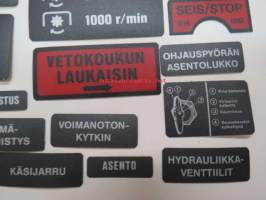 1000 r/min
SEIS/STOP
VETOKOUKUN
LAUKAISIN
OHJAUSPYÖRÄN
ASENTOLUKKO
STUS
MÄ-
ISTYS
VOIMANOTON-
KYTKIN
KÄSIJARRU
ASENTO
HYDRAULIIKKA-
VENTTIILIT